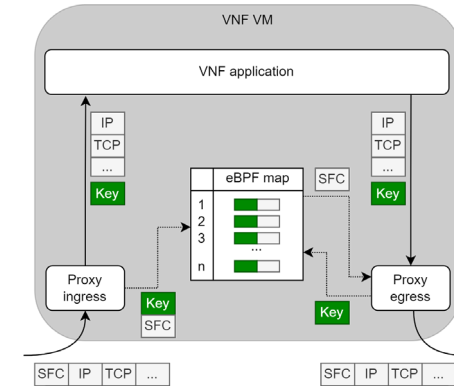 VNF VM
VNF application
IP
TCP
...
Key
IP
TCP
...
Key
eBPF map
1
2
3
...
n
SFC
Proxy
ingress
Key
SFC
Key
Proxy
egress
SFC IP TCP ...
SFC IP TCP ...